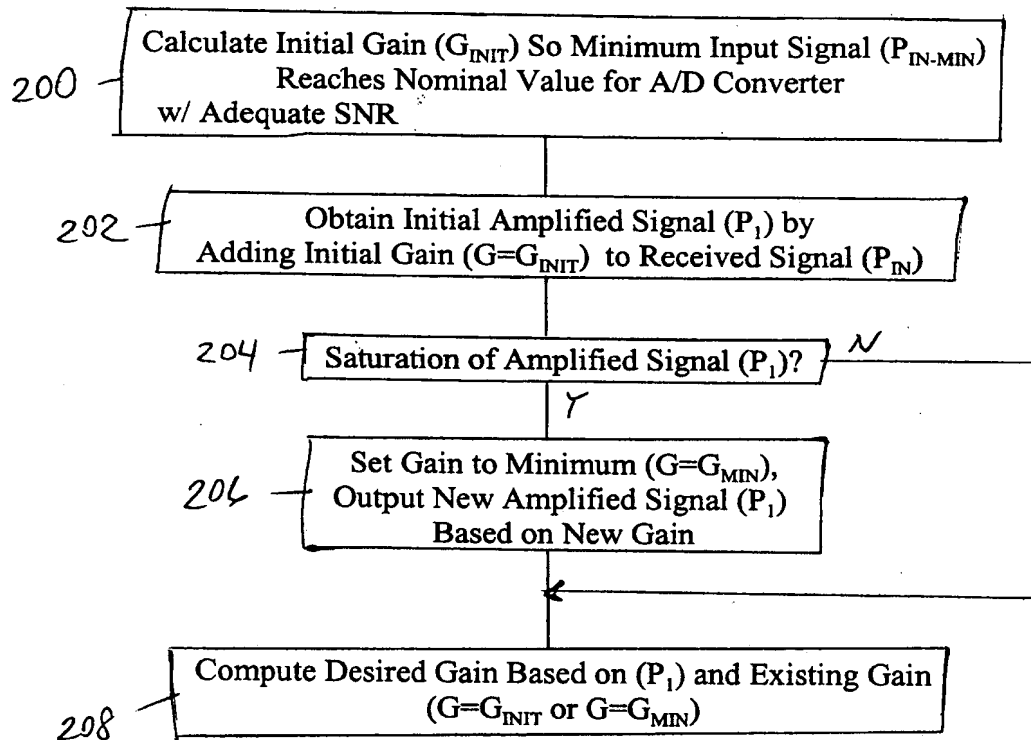 Calculate Initial Gain (G_INIT) So Minimum Input Signal (P_IN-MIN)
Reaches Nominal Value for A/D Converter
w/ Adequate SNR
200
Obtain Initial Amplified Signal (P_1) by
Adding Initial Gain (G=G_INIT) to Received Signal (P_IN)
202
Saturation of Amplified Signal (P_1)?
204
N
Y
Set Gain to Minimum (G=G_MIN),
Output New Amplified Signal (P_1)
Based on New Gain
206
Compute Desired Gain Based on (P_1) and Existing Gain
(G=G_INIT or G=G_MIN)
208